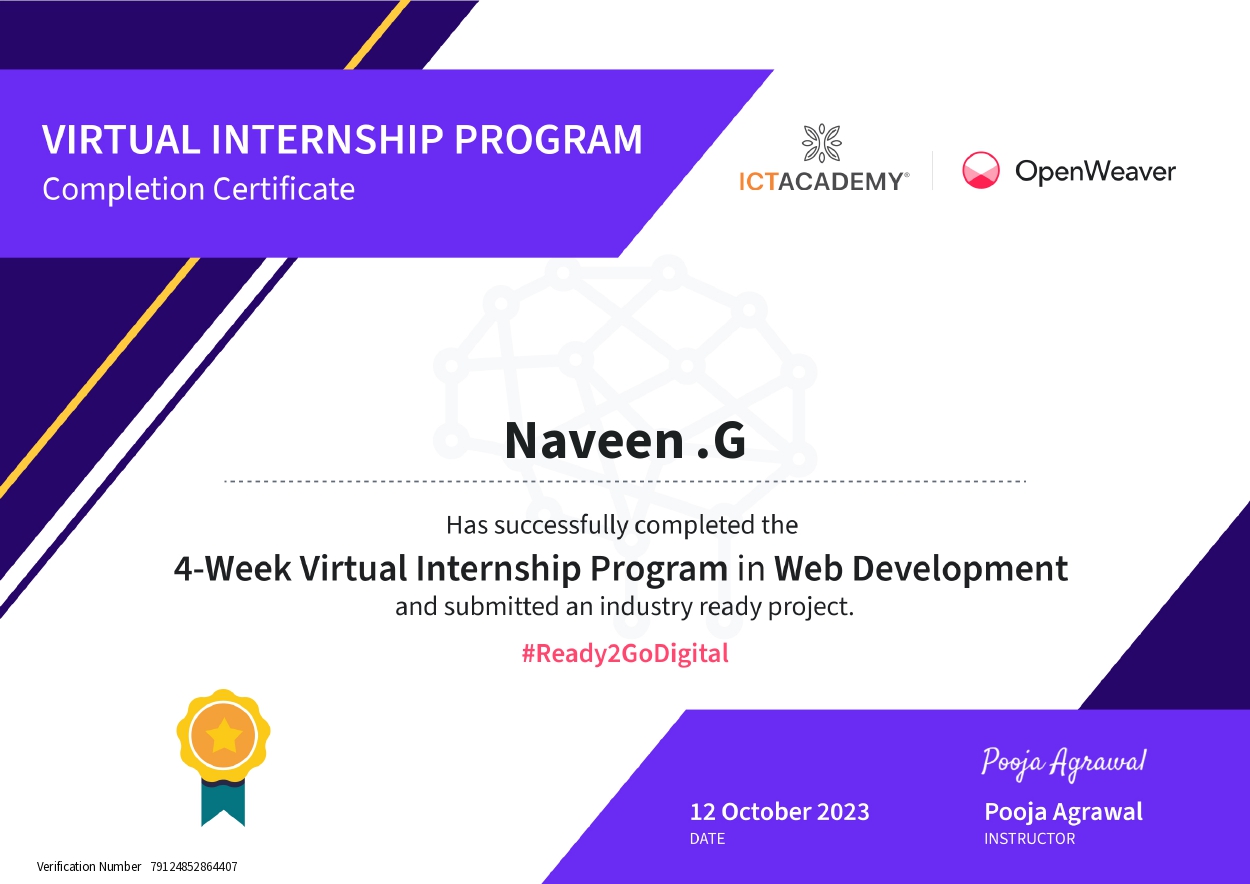 VIRTUAL INTERNSHIP PROGRAM
Completion Certificate
ICTACADEMY®
OpenWeaver
Naveen .G
Has successfully completed the
4-Week Virtual Internship Program in Web Development
and submitted an industry ready project.
#Ready2GoDigital
Pooja Agrawal
12 October 2023
Pooja Agrawal
DATE
INSTRUCTOR
Verification Number 79124852864407